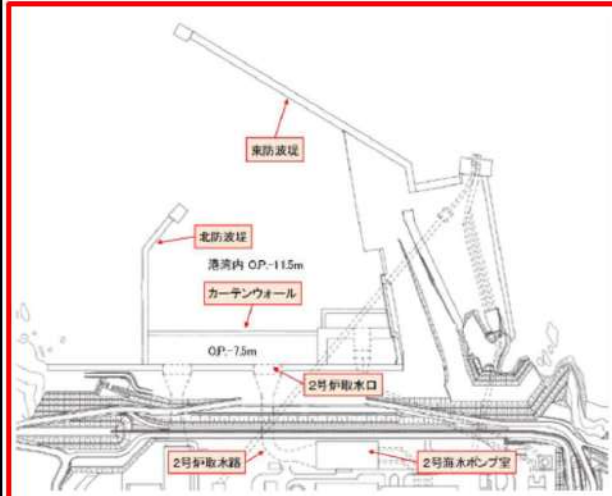 東防波堤
北防波堤
港湾内 O.P.-11.5m
カーテンウォール
O.P.-7.5m
2号炉取水口
2号炉取水路
2号海水ポンプ室